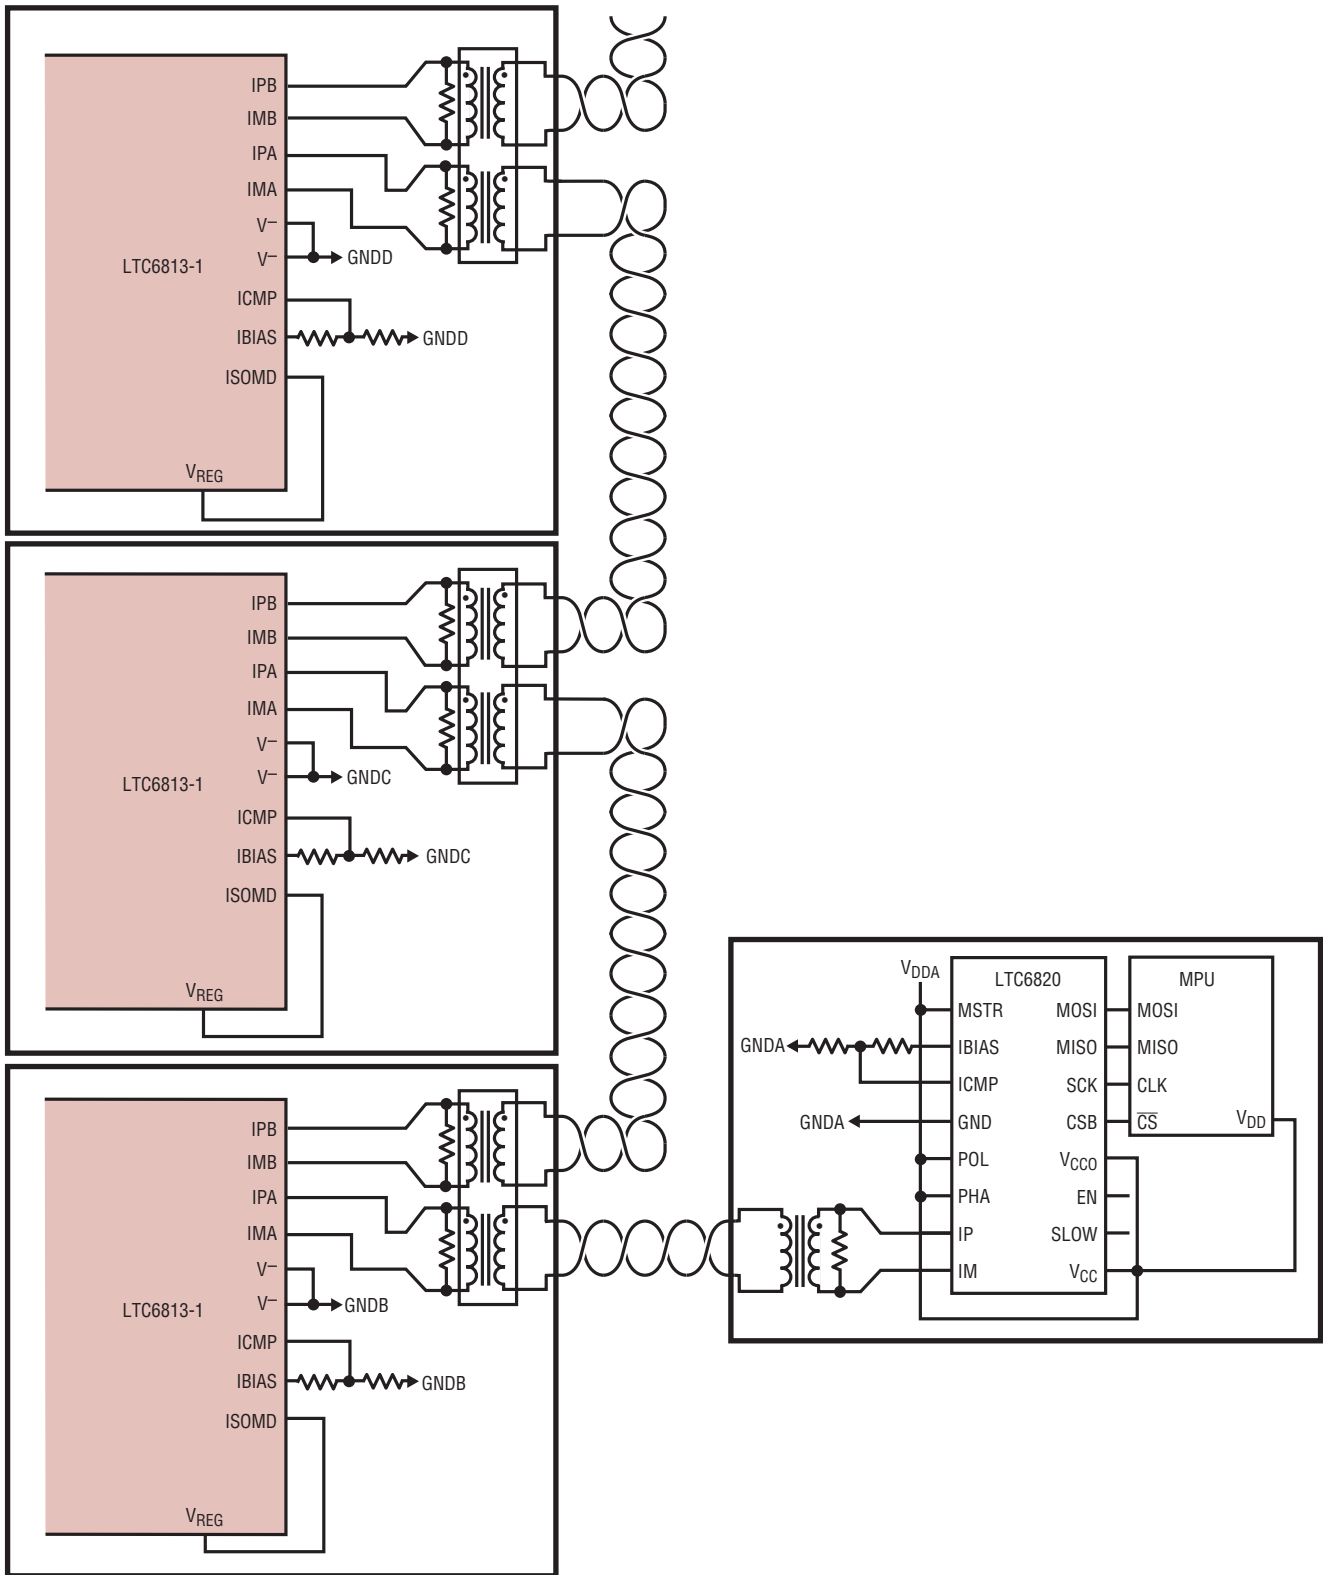 IPB
IMB
IPA
IMA
V–
V–
GNDD
LTC6813-1
ICMP
IBIAS
GNDD
ISOMD
VREG
IPB
IMB
IPA
IMA
V–
V–
GNDC
LTC6813-1
ICMP
IBIAS
GNDC
ISOMD
VREG
IPB
IMB
IPA
IMA
V–
V–
GNDB
LTC6813-1
ICMP
IBIAS
GNDB
ISOMD
VREG
VDDA
LTC6820
MPU
MSTR
MOSI
MOSI
GNDA
IBIAS
MISO
MISO
ICMP
SCK
CLK
GNDA
GND
CSB
CS
VDD
POL
VCCO
PHA
EN
IP
SLOW
IM
VCC